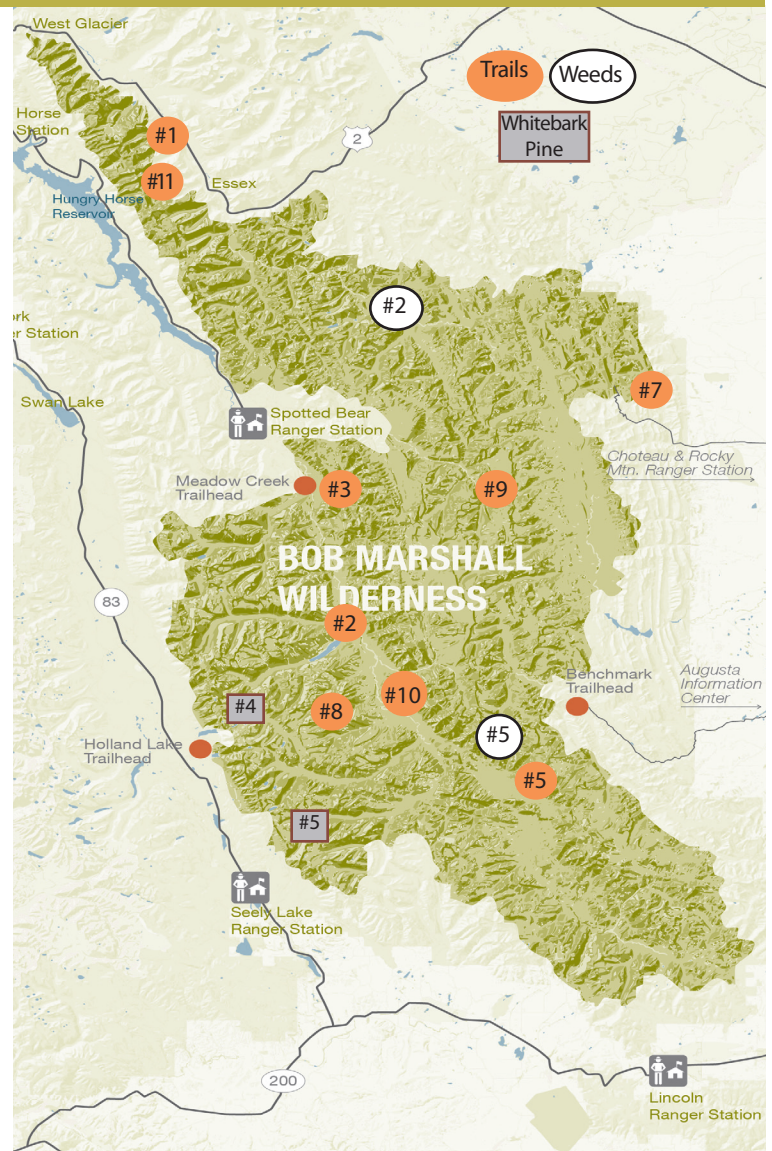 West Glacier
Trails
Weeds
Whitebark
Pine
Horse
Station
#1
2
#11
Essex
Hungry Horse
Reservoir
#2
rk
er Station
Swan Lake
#7
Spotted Bear
Ranger Station
Choteau & Rocky
Mtn. Ranger Station
Meadow Creek
Trailhead
#3
#9
BOB MARSHALL
WILDERNESS
83
#2
Benchmark
Trailhead
Augusta
Information
Center
#4
#8
#10
Holland Lake
Trailhead
#5
#5
#5
Seely Lake
Ranger Station
200
Lincoln
Ranger Station